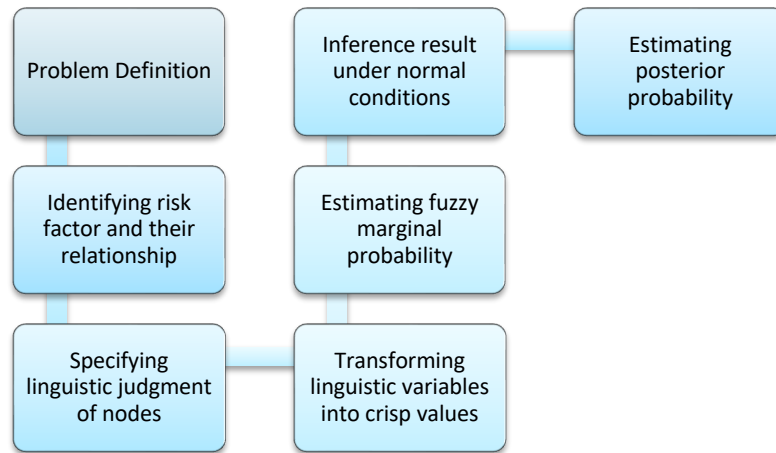 Problem Definition
Identifying risk
factor and their
relationship
Specifying
linguistic judgment
of nodes
Transforming
linguistic variables
into crisp values
Estimating fuzzy
marginal
probability
Inference result
under normal
conditions
Estimating
posterior
probability